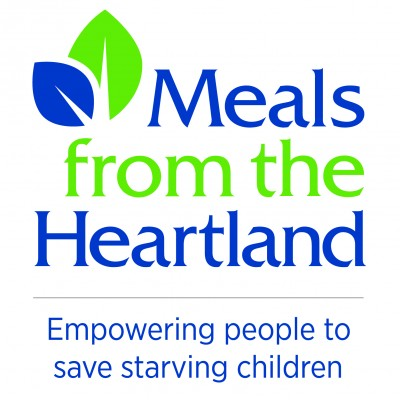 Meals
from the
Heartland
Empowering people to
save starving children